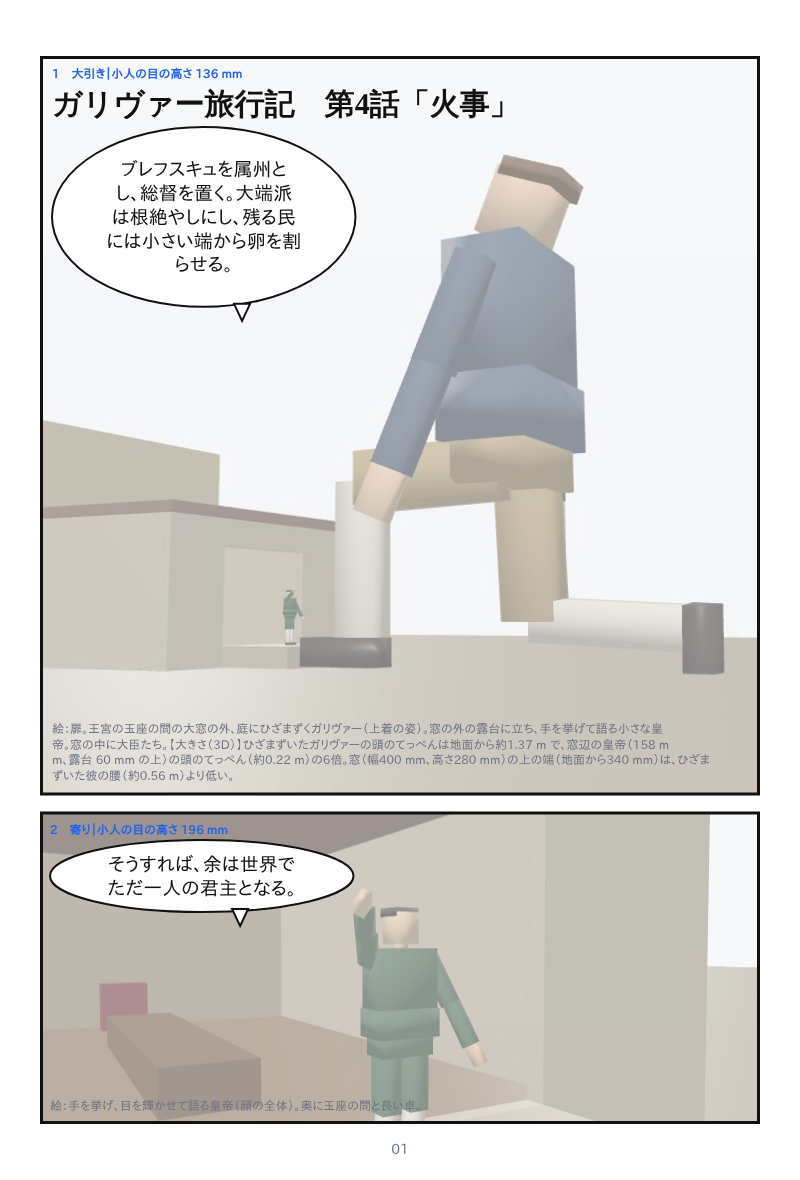 1　大引き|小人の目の高さ 136 mm
ガリヴァー旅行記　第4話「火事」
ブレフスキュを属州と
し、総督を置く。大端派
は根絶やしにし、残る民
には小さい端から卵を割
らせる。
絵：扉。王宮の玉座の間の大窓の外、庭にひざまずくガリヴァー（上着の姿）。窓の外の露台に立ち、手を挙げて語る小さな皇
帝。窓の中に大臣たち。【大きさ（3D）】ひざまずいたガリヴァーの頭のてっぺんは地面から約1.37 m で、窓辺の皇帝（158 m
m、露台 60 mm の上）の頭のてっぺん（約0.22 m）の6倍。窓（幅400 mm、高さ280 mm）の上の端（地面から340 mm）は、ひざま
ずいた彼の腰（約0.56 m）より低い。
2　寄り|小人の目の高さ 196 mm
そうすれば、余は世界で
ただ一人の君主となる。
絵：手を挙げ、目を輝かせて語る皇帝（顔の全体）。奥に玉座の間と長い卓。
01